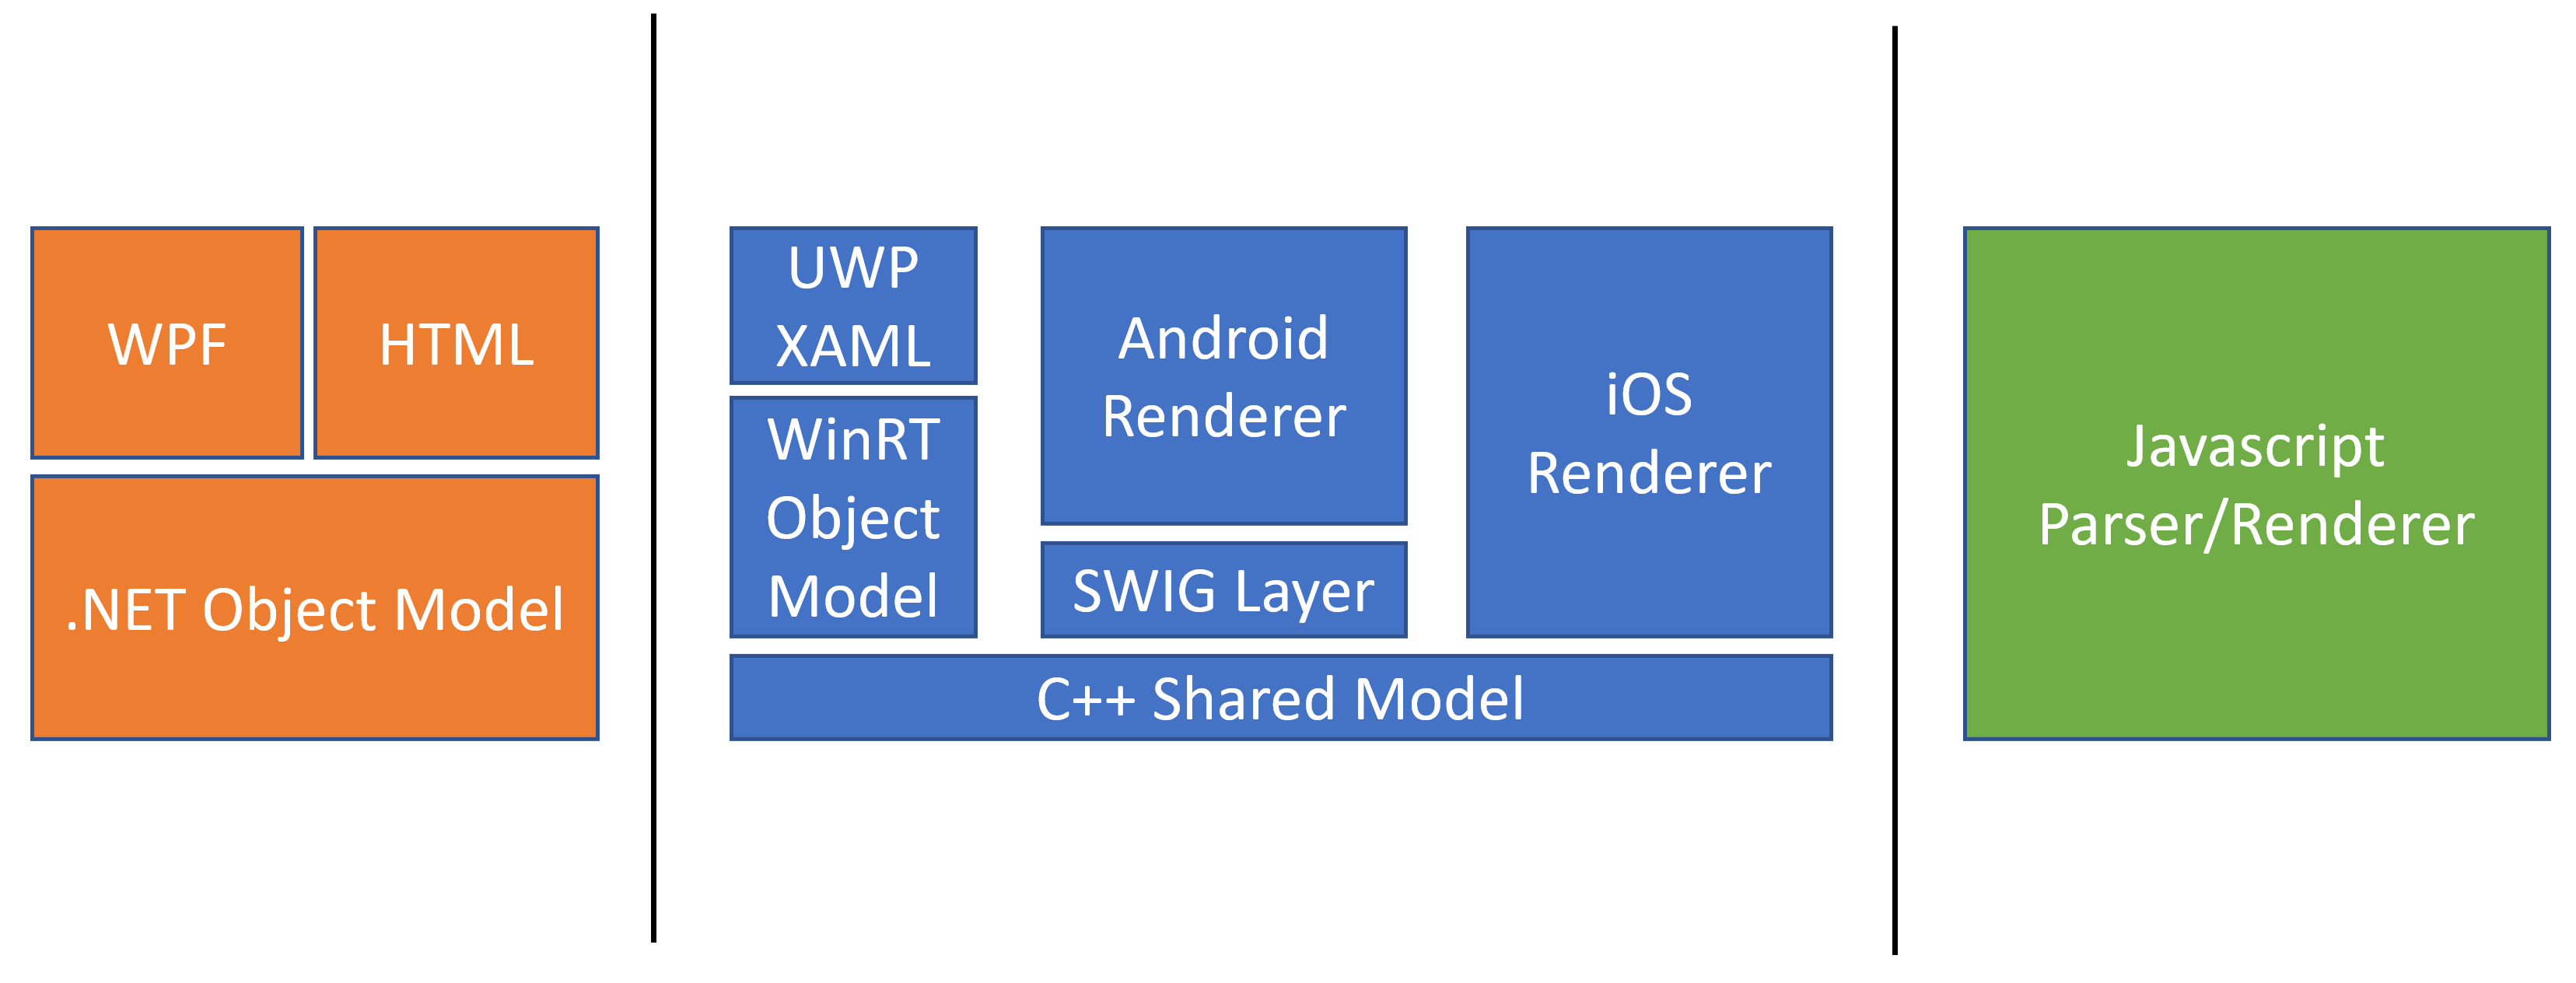 WPF
HTML
.NET Object Model
UWP
XAML
WinRT
Object
Model
Android
Renderer
SWIG Layer
iOS
Renderer
C++ Shared Model
Javascript
Parser/Renderer